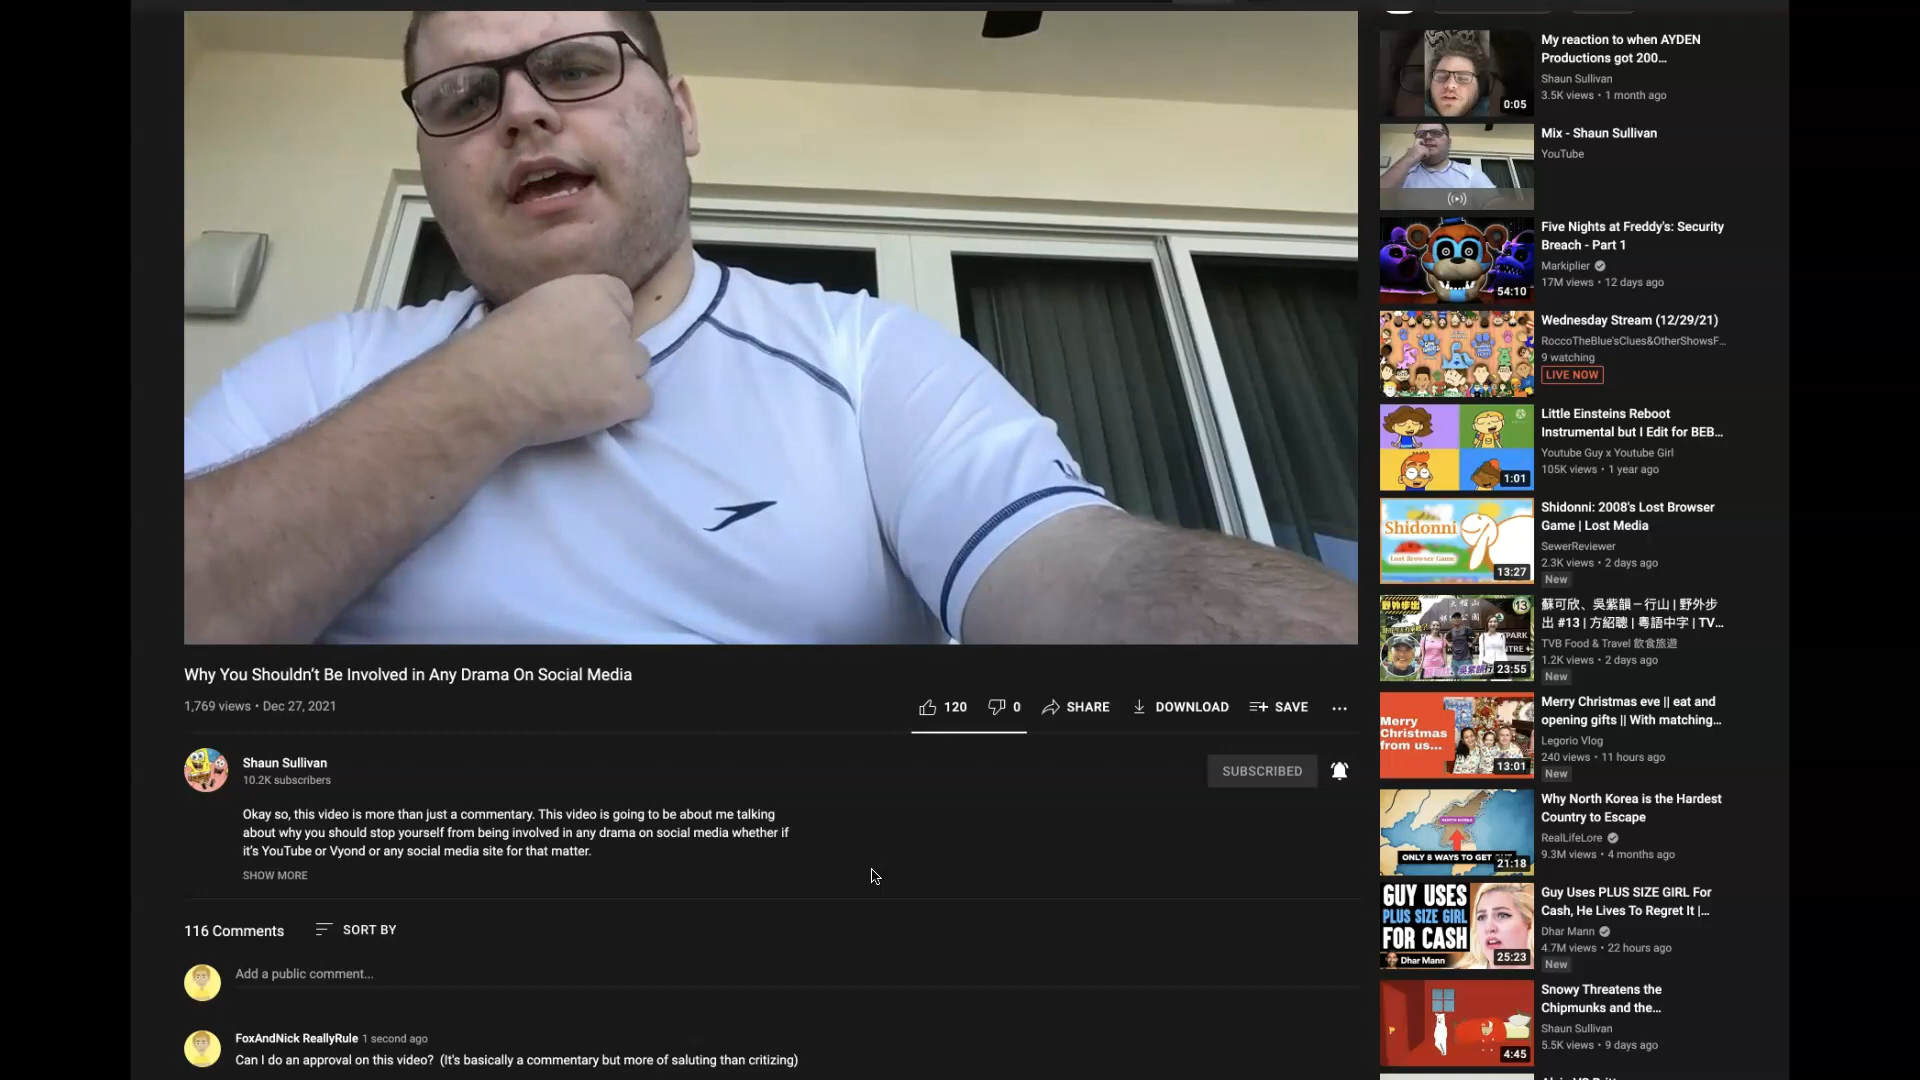 Why You Shouldn't Be Involved in Any Drama On Social Media
1,769 views • Dec 27, 2021
120
0
SHARE
DOWNLOAD
SAVE
Shaun Sullivan
10.2K subscribers
SUBSCRIBED
Okay so, this video is more than just a commentary. This video is going to be about me talking
about why you should stop yourself from being involved in any drama on social media whether if
it's YouTube or Vyond or any social media site for that matter.
SHOW MORE
116 Comments
SORT BY
Add a public comment...
FoxAndNick ReallyRule 1 second ago
Can I do an approval on this video? (It's basically a commentary but more of saluting than critizing)
0:05
My reaction to when AYDEN
Productions got 200...
Shaun Sullivan
3.5K views • 1 month ago
Mix - Shaun Sullivan
YouTube
54:10
Five Nights at Freddy's: Security
Breach - Part 1
Markiplier
17M views • 12 days ago
Wednesday Stream (12/29/21)
RoccoTheBlue'sClues&OtherShowsF...
9 watching
LIVE NOW
1:01
Little Einsteins Reboot
Instrumental but I Edit for BEB...
Youtube Guy x Youtube Girl
105K views • 1 year ago
Shidonni
Lost Browser Game
13:27
Shidonni: 2008's Lost Browser
Game | Lost Media
SewerReviewer
2.3K views • 2 days ago
New
13
PARK
23:55
蘇可欣、吳紫韻－行山 | 野外步
出 #13 | 方紹聰 | 粵語中字 | TV...
TVB Food & Travel 飲食旅遊
1.2K views • 2 days ago
New
Merry
Christmas
from us...
13:01
Merry Christmas eve || eat and
opening gifts || With matching...
Legorio Vlog
240 views • 11 hours ago
New
NORTH KOREA
ONLY 8 WAYS TO GET
21:18
Why North Korea is the Hardest
Country to Escape
RealLifeLore
9.3M views • 4 months ago
GUY USES
PLUS SIZE GIRL
FOR CASH
Dhar Mann
25:23
Guy Uses PLUS SIZE GIRL For
Cash, He Lives To Regret It |...
Dhar Mann
4.7M views • 22 hours ago
New
4:45
Snowy Threatens the
Chipmunks and the...
Shaun Sullivan
5.5K views • 9 days ago